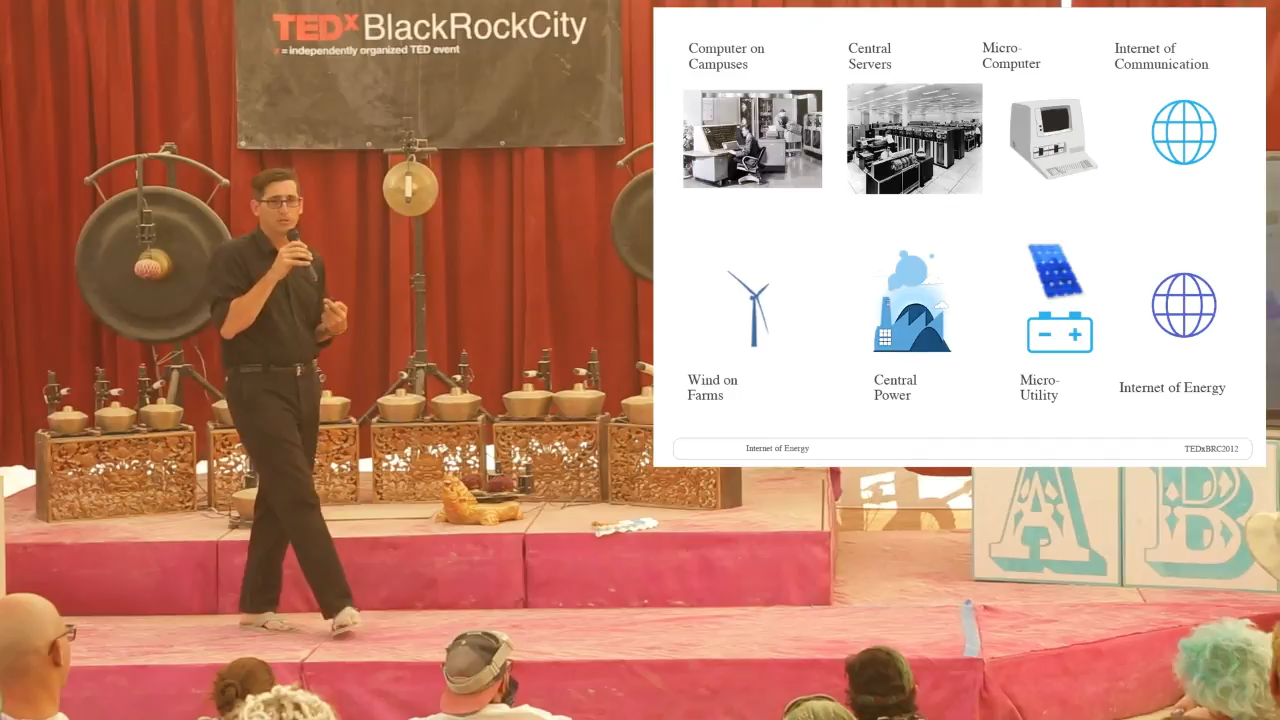 TEDx BlackRockCity
x = independently organized TED event
Computer on
Campuses
Central
Servers
Micro-
Computer
Internet of
Communication
Wind on
Farms
Central
Power
Micro-
Utility
Internet of Energy
Internet of Energy
TEDxBRC2012
A B